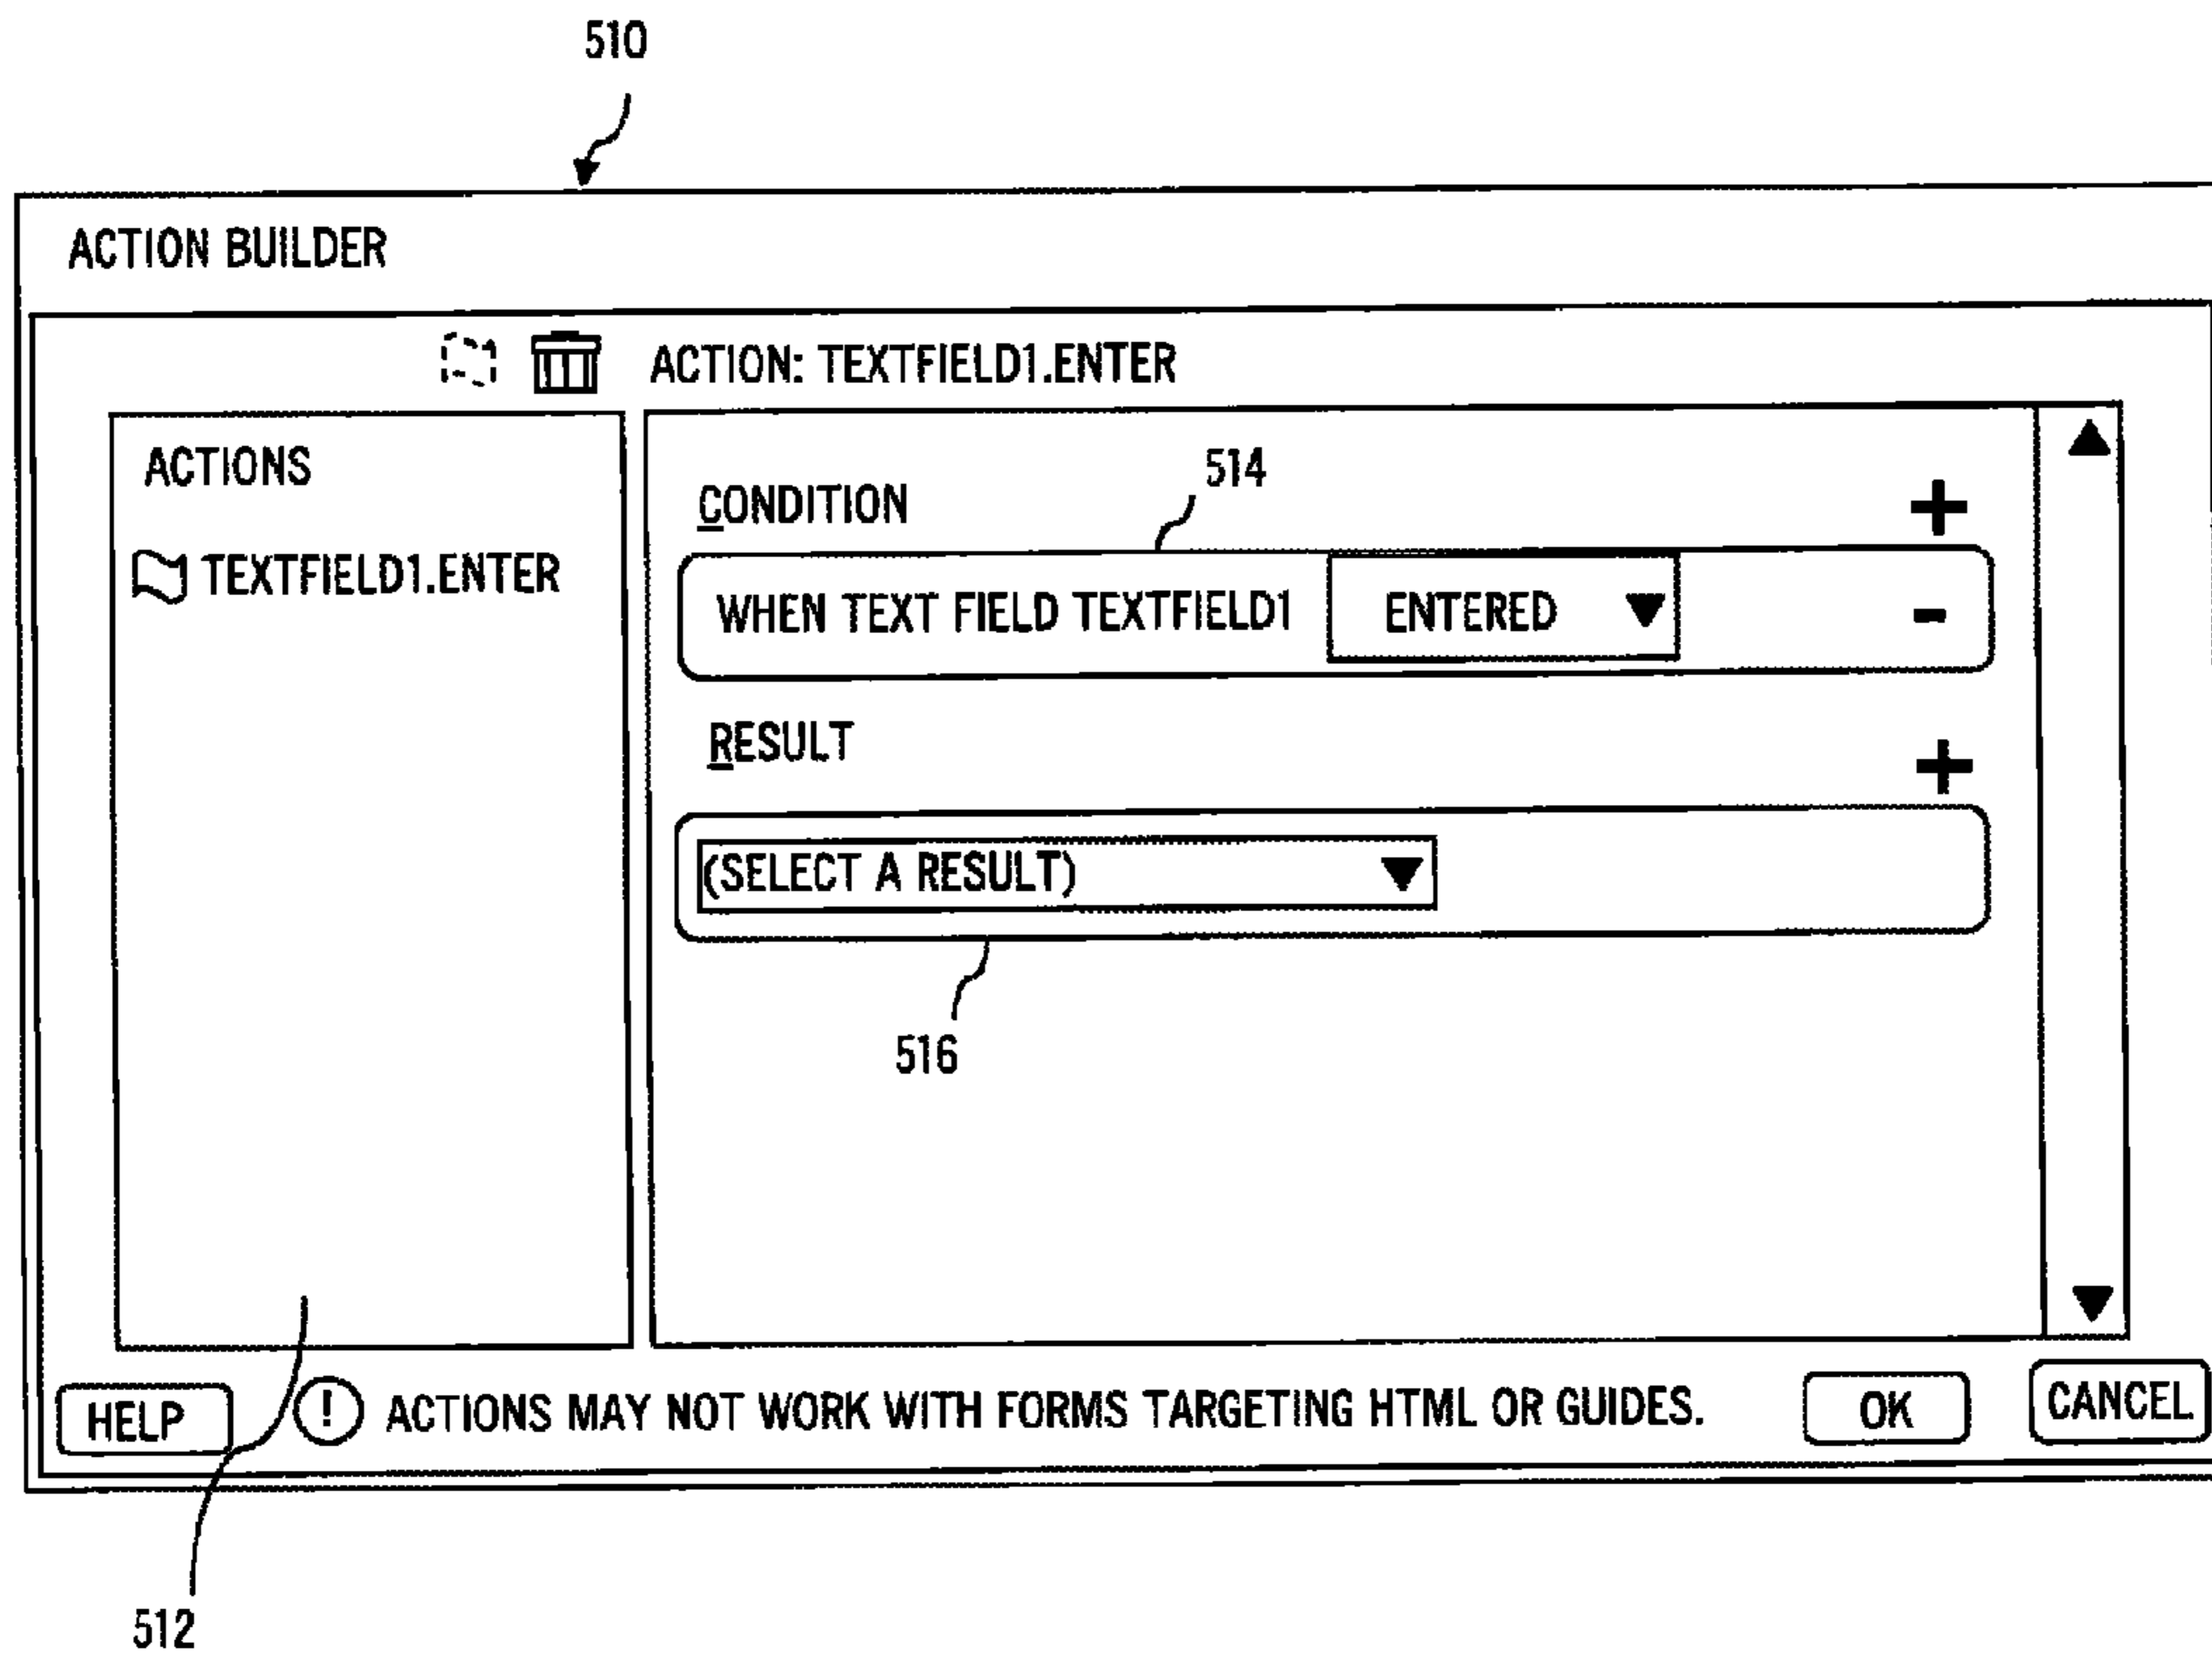 510
ACTION BUILDER
ACTION: TEXTFIELD1.ENTER
ACTIONS
TEXTFIELD1.ENTER
514
CONDITION
+
WHEN TEXT FIELD TEXTFIELD1 ENTERED
-
RESULT
+
(SELECT A RESULT)
516
HELP
! ACTIONS MAY NOT WORK WITH FORMS TARGETING HTML OR GUIDES.
OK
CANCEL
512